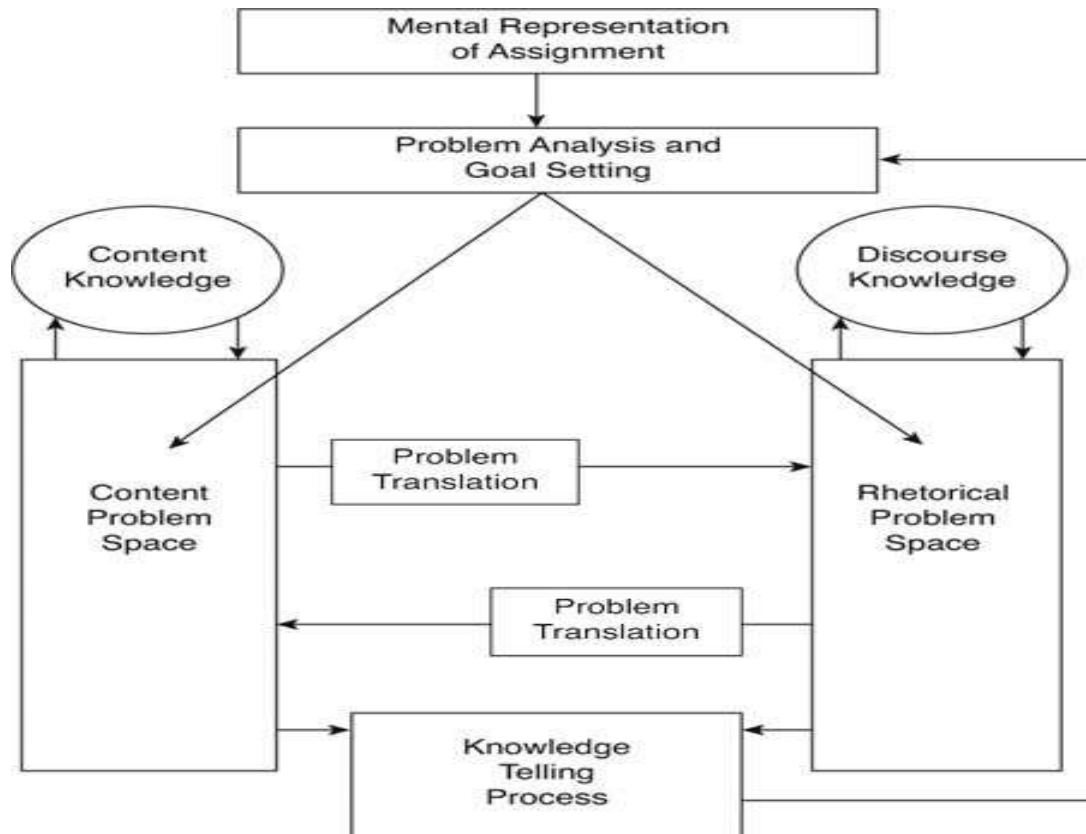 Mental Representation
of Assignment
Problem Analysis and
Goal Setting
Content
Knowledge
Discourse
Knowledge
Problem
Translation
Content
Problem
Space
Rhetorical
Problem
Space
Problem
Translation
Knowledge
Telling
Process